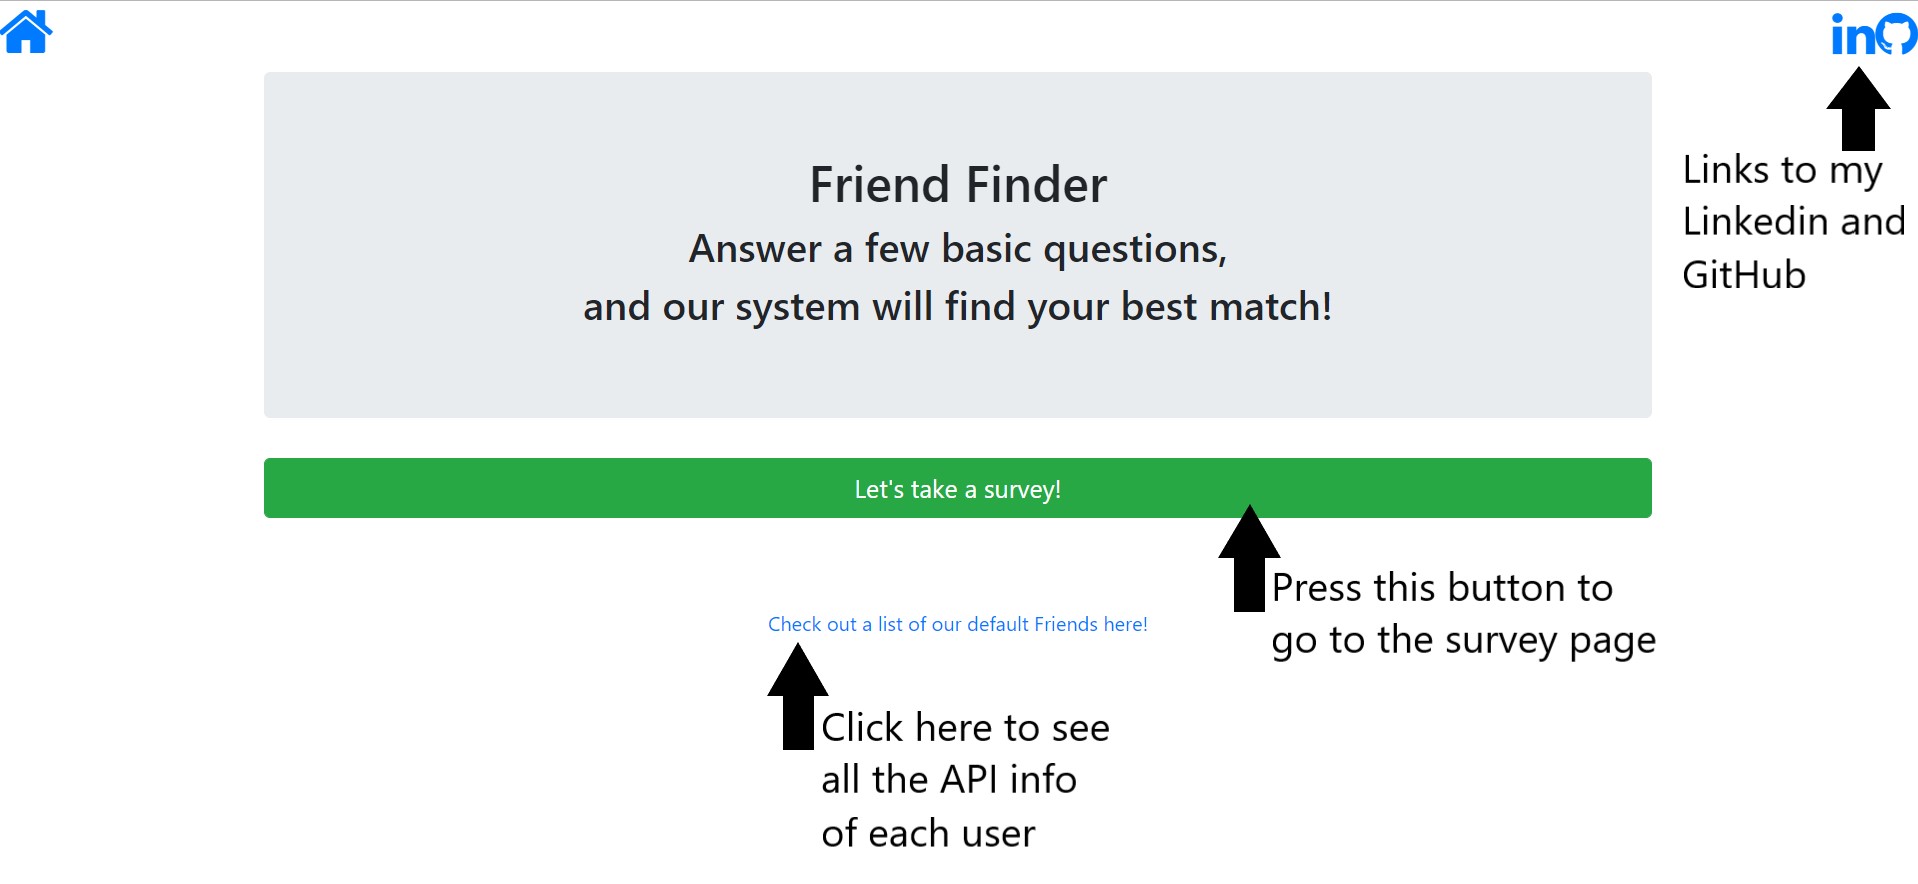 in
Links to my
Linkedin and
GitHub
Friend Finder
Answer a few basic questions,
and our system will find your best match!
Let's take a survey!
Press this button to
go to the survey page
Check out a list of our default Friends here!
Click here to see
all the API info
of each user